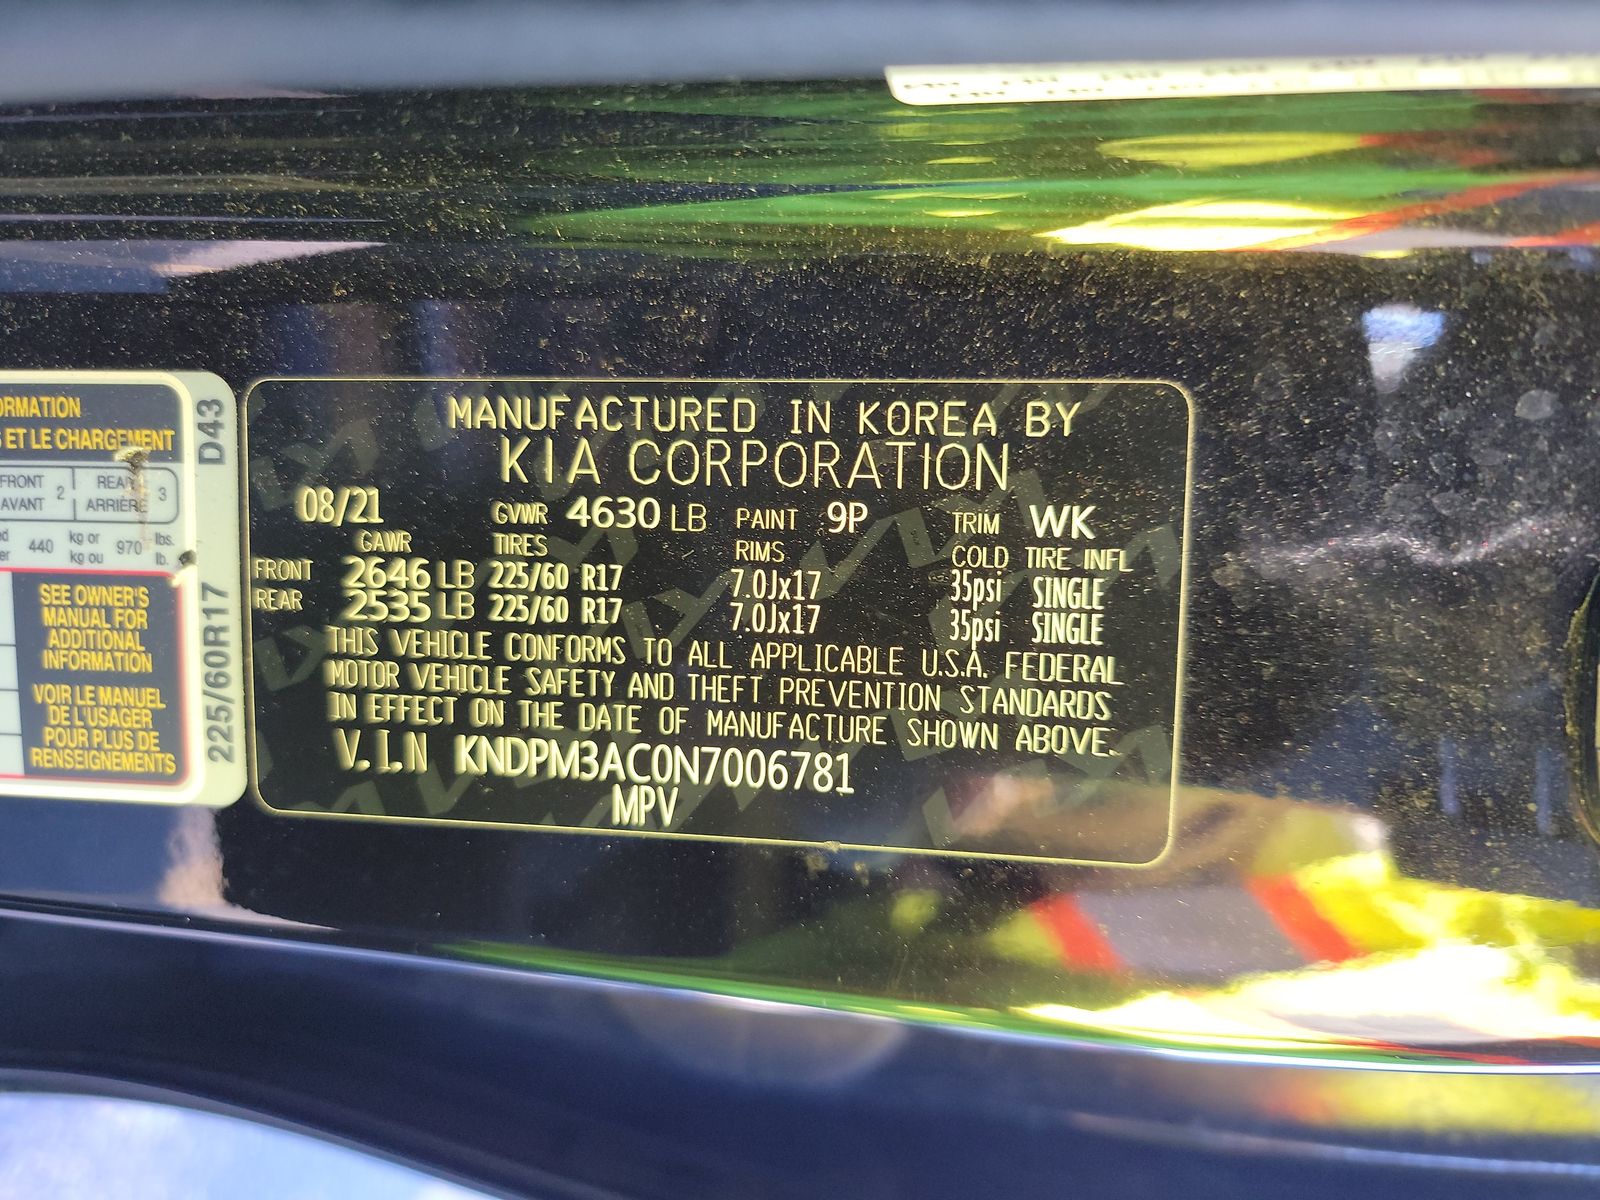 ORMATION
S ET LE CHARGEMENT
FRONT 2 REAR 3
AVANT ARRIÈRE
440 kg or 970 lbs.
kg ou lb.
SEE OWNER'S
MANUAL FOR
ADDITIONAL
INFORMATION
VOIR LE MANUEL
DE L'USAGER
POUR PLUS DE
RENSEIGNEMENTS
225/60R17 D43
MANUFACTURED IN KOREA BY
KIA CORPORATION
08/21 GVWR 4630 LB PAINT 9P TRIM WK
GAWR TIRES RIMS COLD TIRE INFL
FRONT 2646 LB 225/60 R17 7.0Jx17 35psi SINGLE
REAR 2535 LB 225/60 R17 7.0Jx17 35psi SINGLE
THIS VEHICLE CONFORMS TO ALL APPLICABLE U.S.A. FEDERAL
MOTOR VEHICLE SAFETY AND THEFT PREVENTION STANDARDS
IN EFFECT ON THE DATE OF MANUFACTURE SHOWN ABOVE.
V.I.N KNDPM3AC0N7006781
MPV